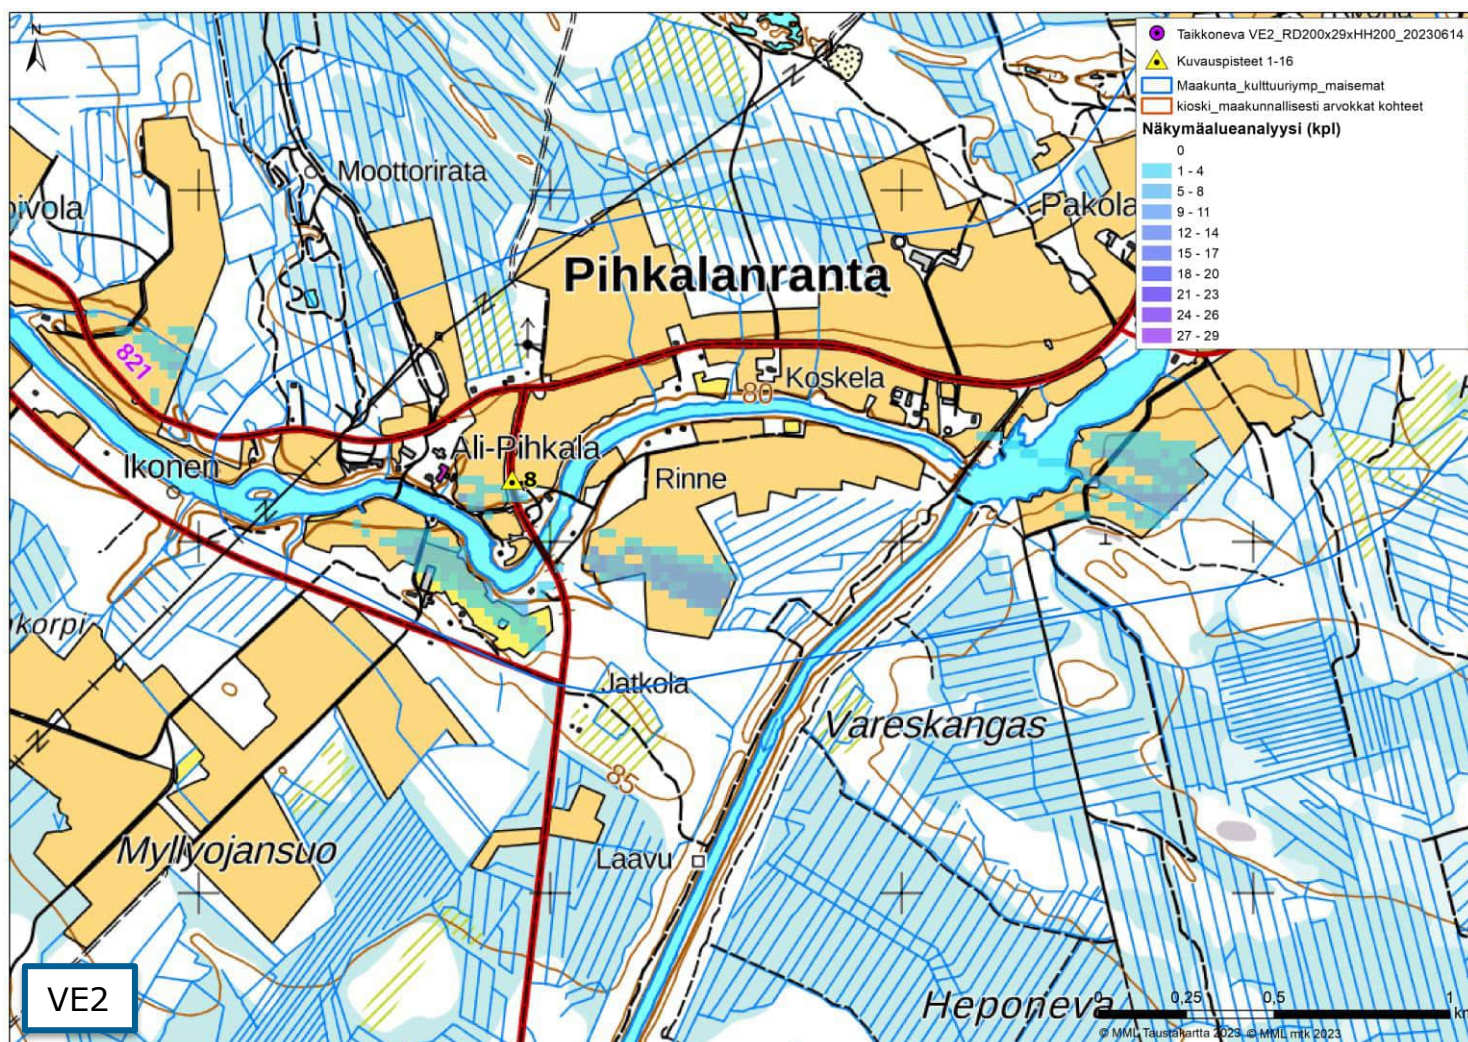 N
Taikkoneva VE2_RD200x29xHH200_20230614
Kuvauspisteet 1-16
Maakunta_kulttuuriymp_maisemat
kioski_maakunnallisesti arvokkat kohteet
Näkymäalueanalyysi (kpl)
0
1 - 4
5 - 8
9 - 11
12 - 14
15 - 17
18 - 20
21 - 23
24 - 26
27 - 29
Moottorirata
Pakola
Pihkalanranta
821
Koskela
80
Ali-Pihkala
Ikonen
8
Rinne
Jatkola
Vareskangas
85
Myllyojansuo
Laavu
VE2
Heponeva
0 0,25 0,5 1
km
© MML Taustakartta 2023 © MML mtk 2023